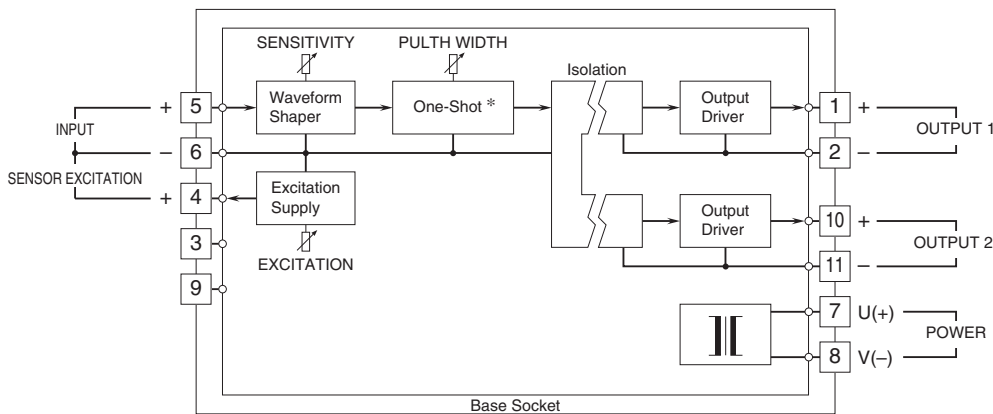 SENSITIVITY
PULTH WIDTH
Isolation
Waveform
Shaper
One-Shot *
Output
Driver
+ 5
1 +
INPUT
OUTPUT 1
– 6
2 –
SENSOR EXCITATION
+ 4
Excitation
Supply
Output
Driver
10 +
3
OUTPUT 2
EXCITATION
11 –
9
7 U(+)
POWER
8 V(–)
Base Socket